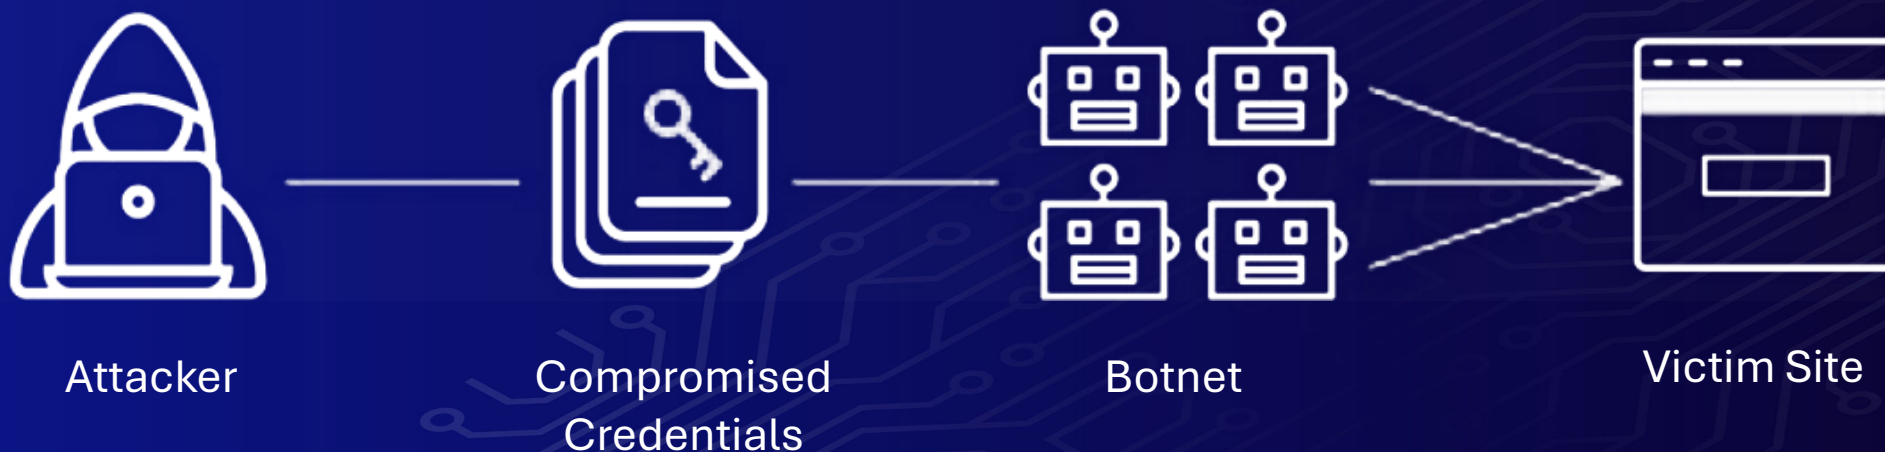 Attacker
Compromised
Credentials
Botnet
Victim Site